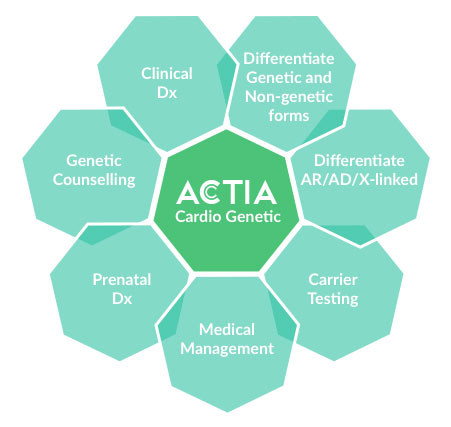 Clinical
Dx
Differentiate
Genetic and
Non-genetic
forms
Genetic
Counselling
Differentiate
AR/AD/X-linked
ACTIA
Cardio Genetic
Prenatal
Dx
Carrier
Testing
Medical
Management